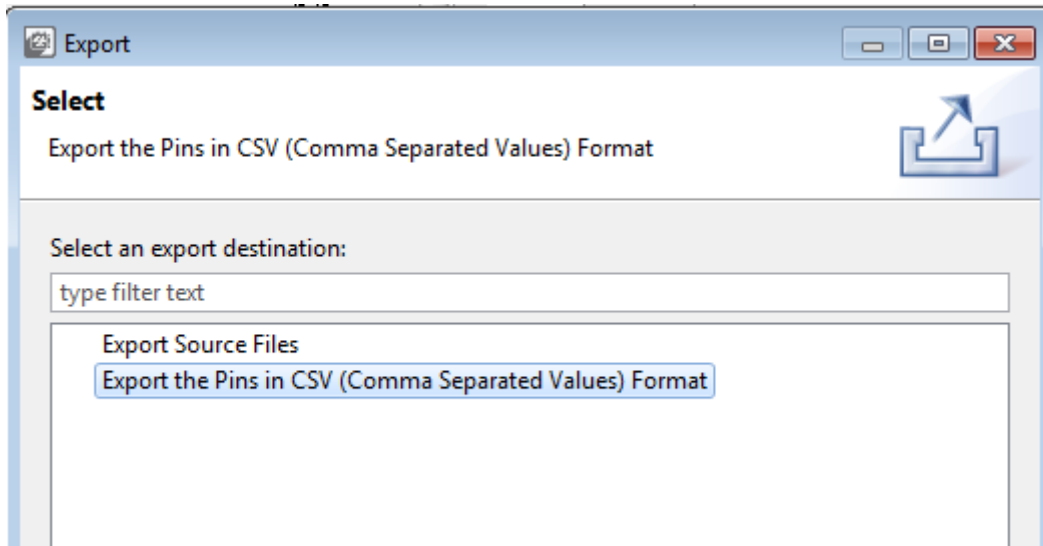 Export
Select
Export the Pins in CSV (Comma Separated Values) Format
Select an export destination:
type filter text
Export Source Files
Export the Pins in CSV (Comma Separated Values) Format